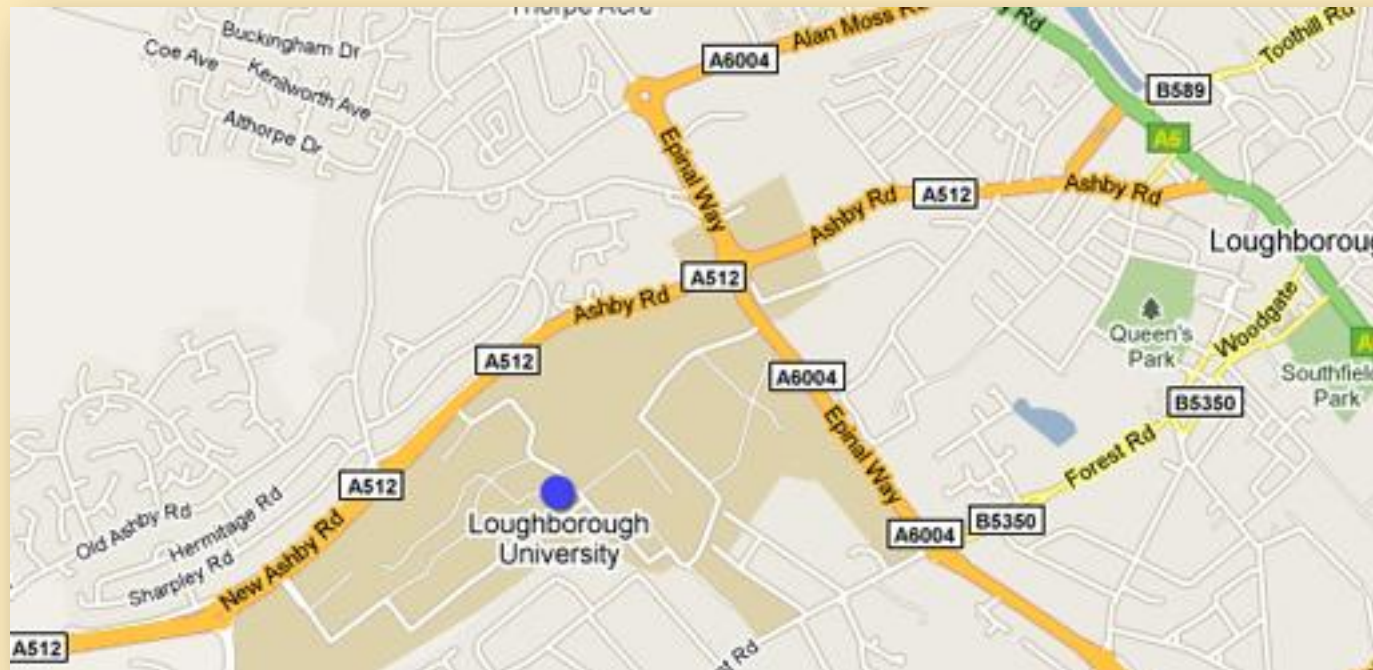 Thorpe Acre
Alan Moss Rd
y Rd
Toothill Rd
Buckingham Dr
A6004
Coe Ave
Kenilworth Ave
B589
Althorpe Dr
Epinal Way
A6
Ashby Rd
A512
Ashby Rd
Loughboroug
A512
Ashby Rd
Queen's
Park
Woodgate
A
A512
A6004
Southfield
Park
B5350
Epinal Way
Forest Rd
A512
Loughborough
University
B5350
A6004
Old Ashby Rd
Hermitage Rd
Sharpley Rd
New Ashby Rd
A512
st Rd